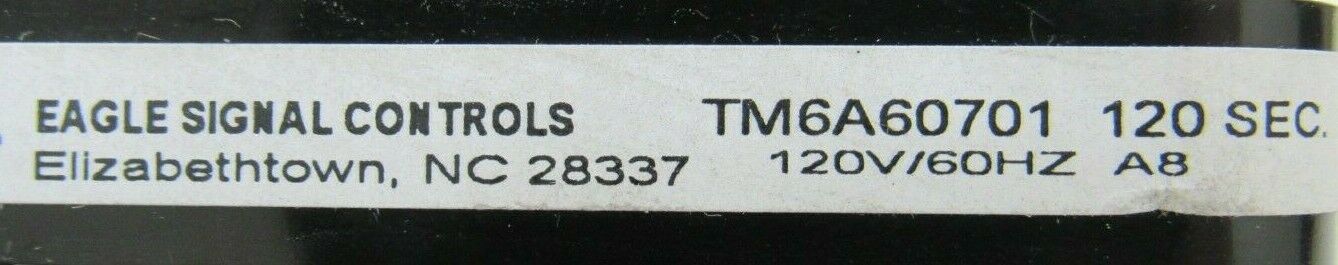 EAGLE SIGNAL CONTROLS TM6A60701 120 SEC.
Elizabethtown, NC 28337 120V/60HZ A8